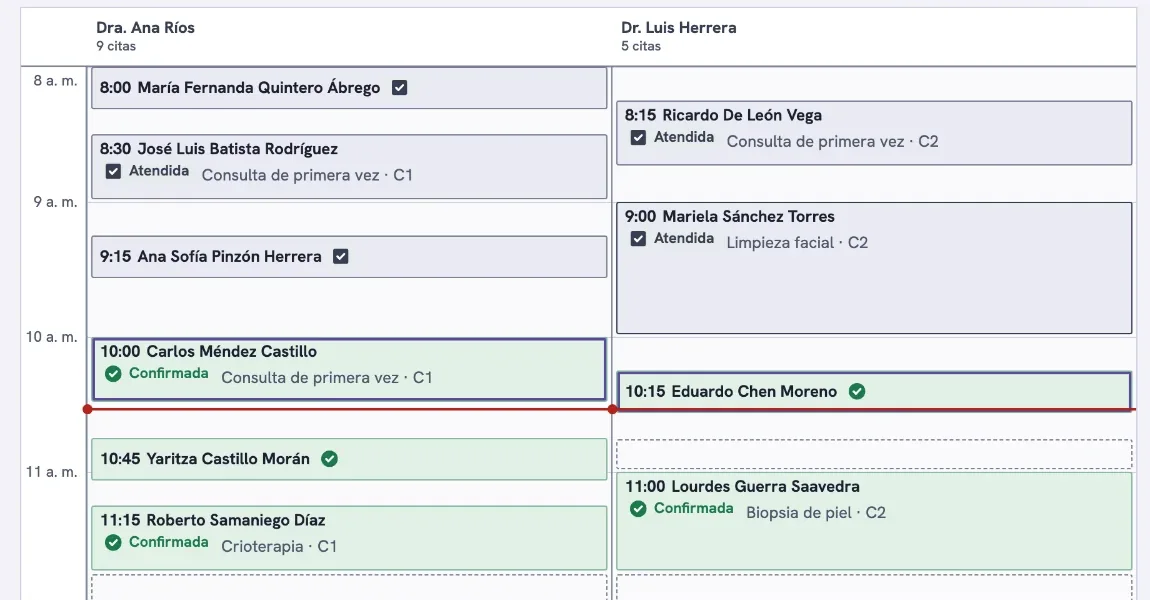 Dra. Ana Ríos
9 citas
Dr. Luis Herrera
5 citas
8 a. m.
8:00 María Fernanda Quintero Ábrego
8:15 Ricardo De León Vega
Atendida Consulta de primera vez · C2
8:30 José Luis Batista Rodríguez
Atendida Consulta de primera vez · C1
9 a. m.
9:00 Mariela Sánchez Torres
Atendida Limpieza facial · C2
9:15 Ana Sofía Pinzón Herrera
10 a. m.
10:00 Carlos Méndez Castillo
Confirmada Consulta de primera vez · C1
10:15 Eduardo Chen Moreno
10:45 Yaritza Castillo Morán
11 a. m.
11:00 Lourdes Guerra Saavedra
Confirmada Biopsia de piel · C2
11:15 Roberto Samaniego Díaz
Confirmada Crioterapia · C1